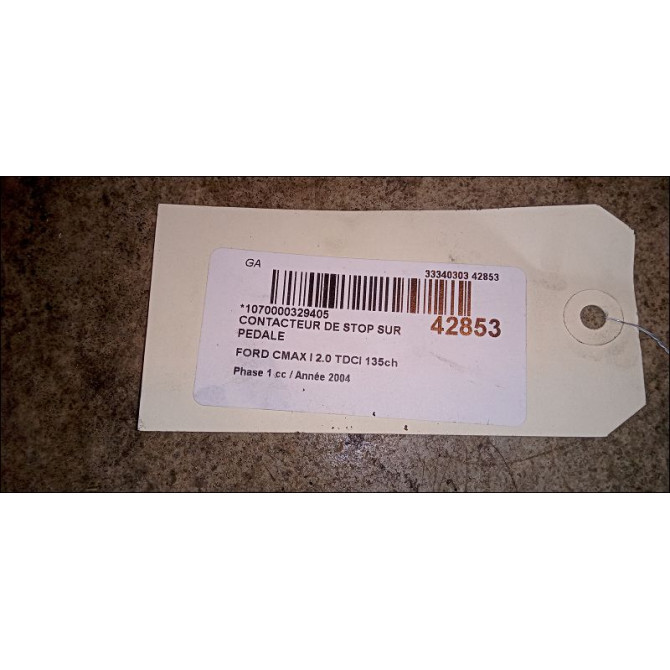 GA
33340303 42853
*1070000329405
CONTACTEUR DE STOP SUR
PEDALE
42853
FORD CMAX I 2.0 TDCI 135ch
Phase 1 cc / Année 2004